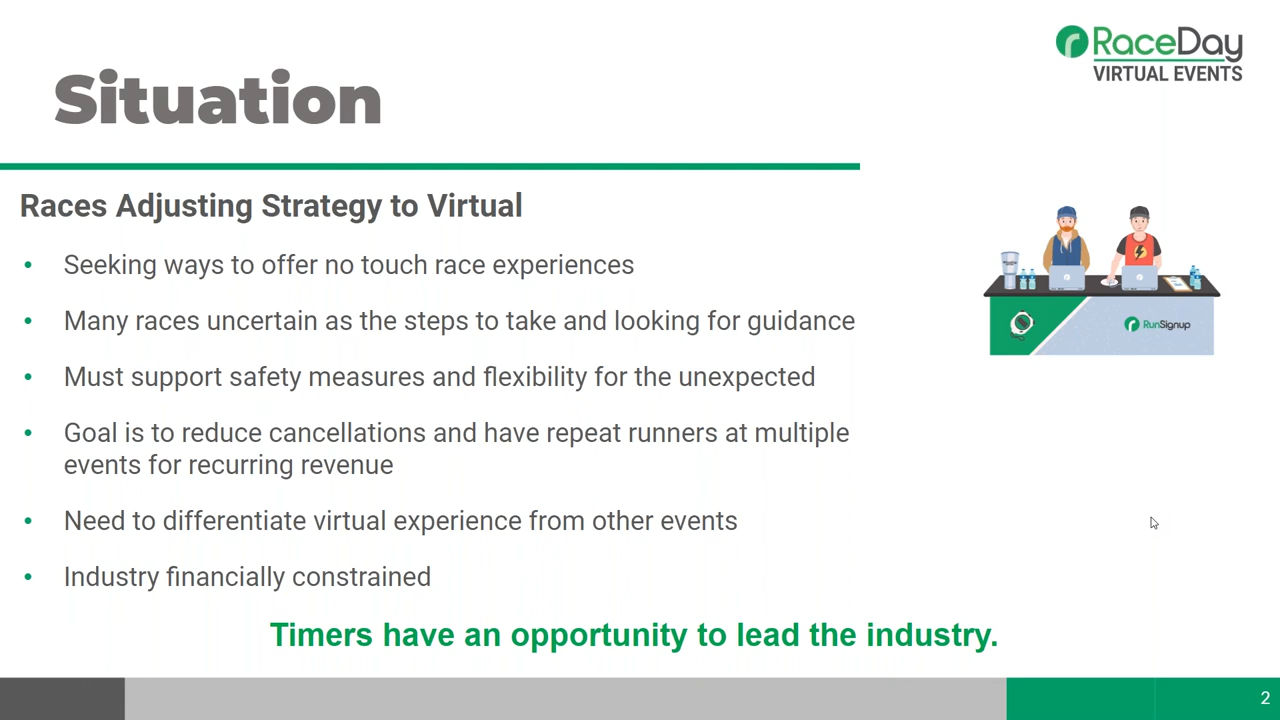 RaceDay
VIRTUAL EVENTS
Situation
Races Adjusting Strategy to Virtual
• Seeking ways to offer no touch race experiences
• Many races uncertain as the steps to take and looking for guidance
• Must support safety measures and flexibility for the unexpected
• Goal is to reduce cancellations and have repeat runners at multiple
events for recurring revenue
• Need to differentiate virtual experience from other events
• Industry financially constrained
RunSignup
Timers have an opportunity to lead the industry.
2